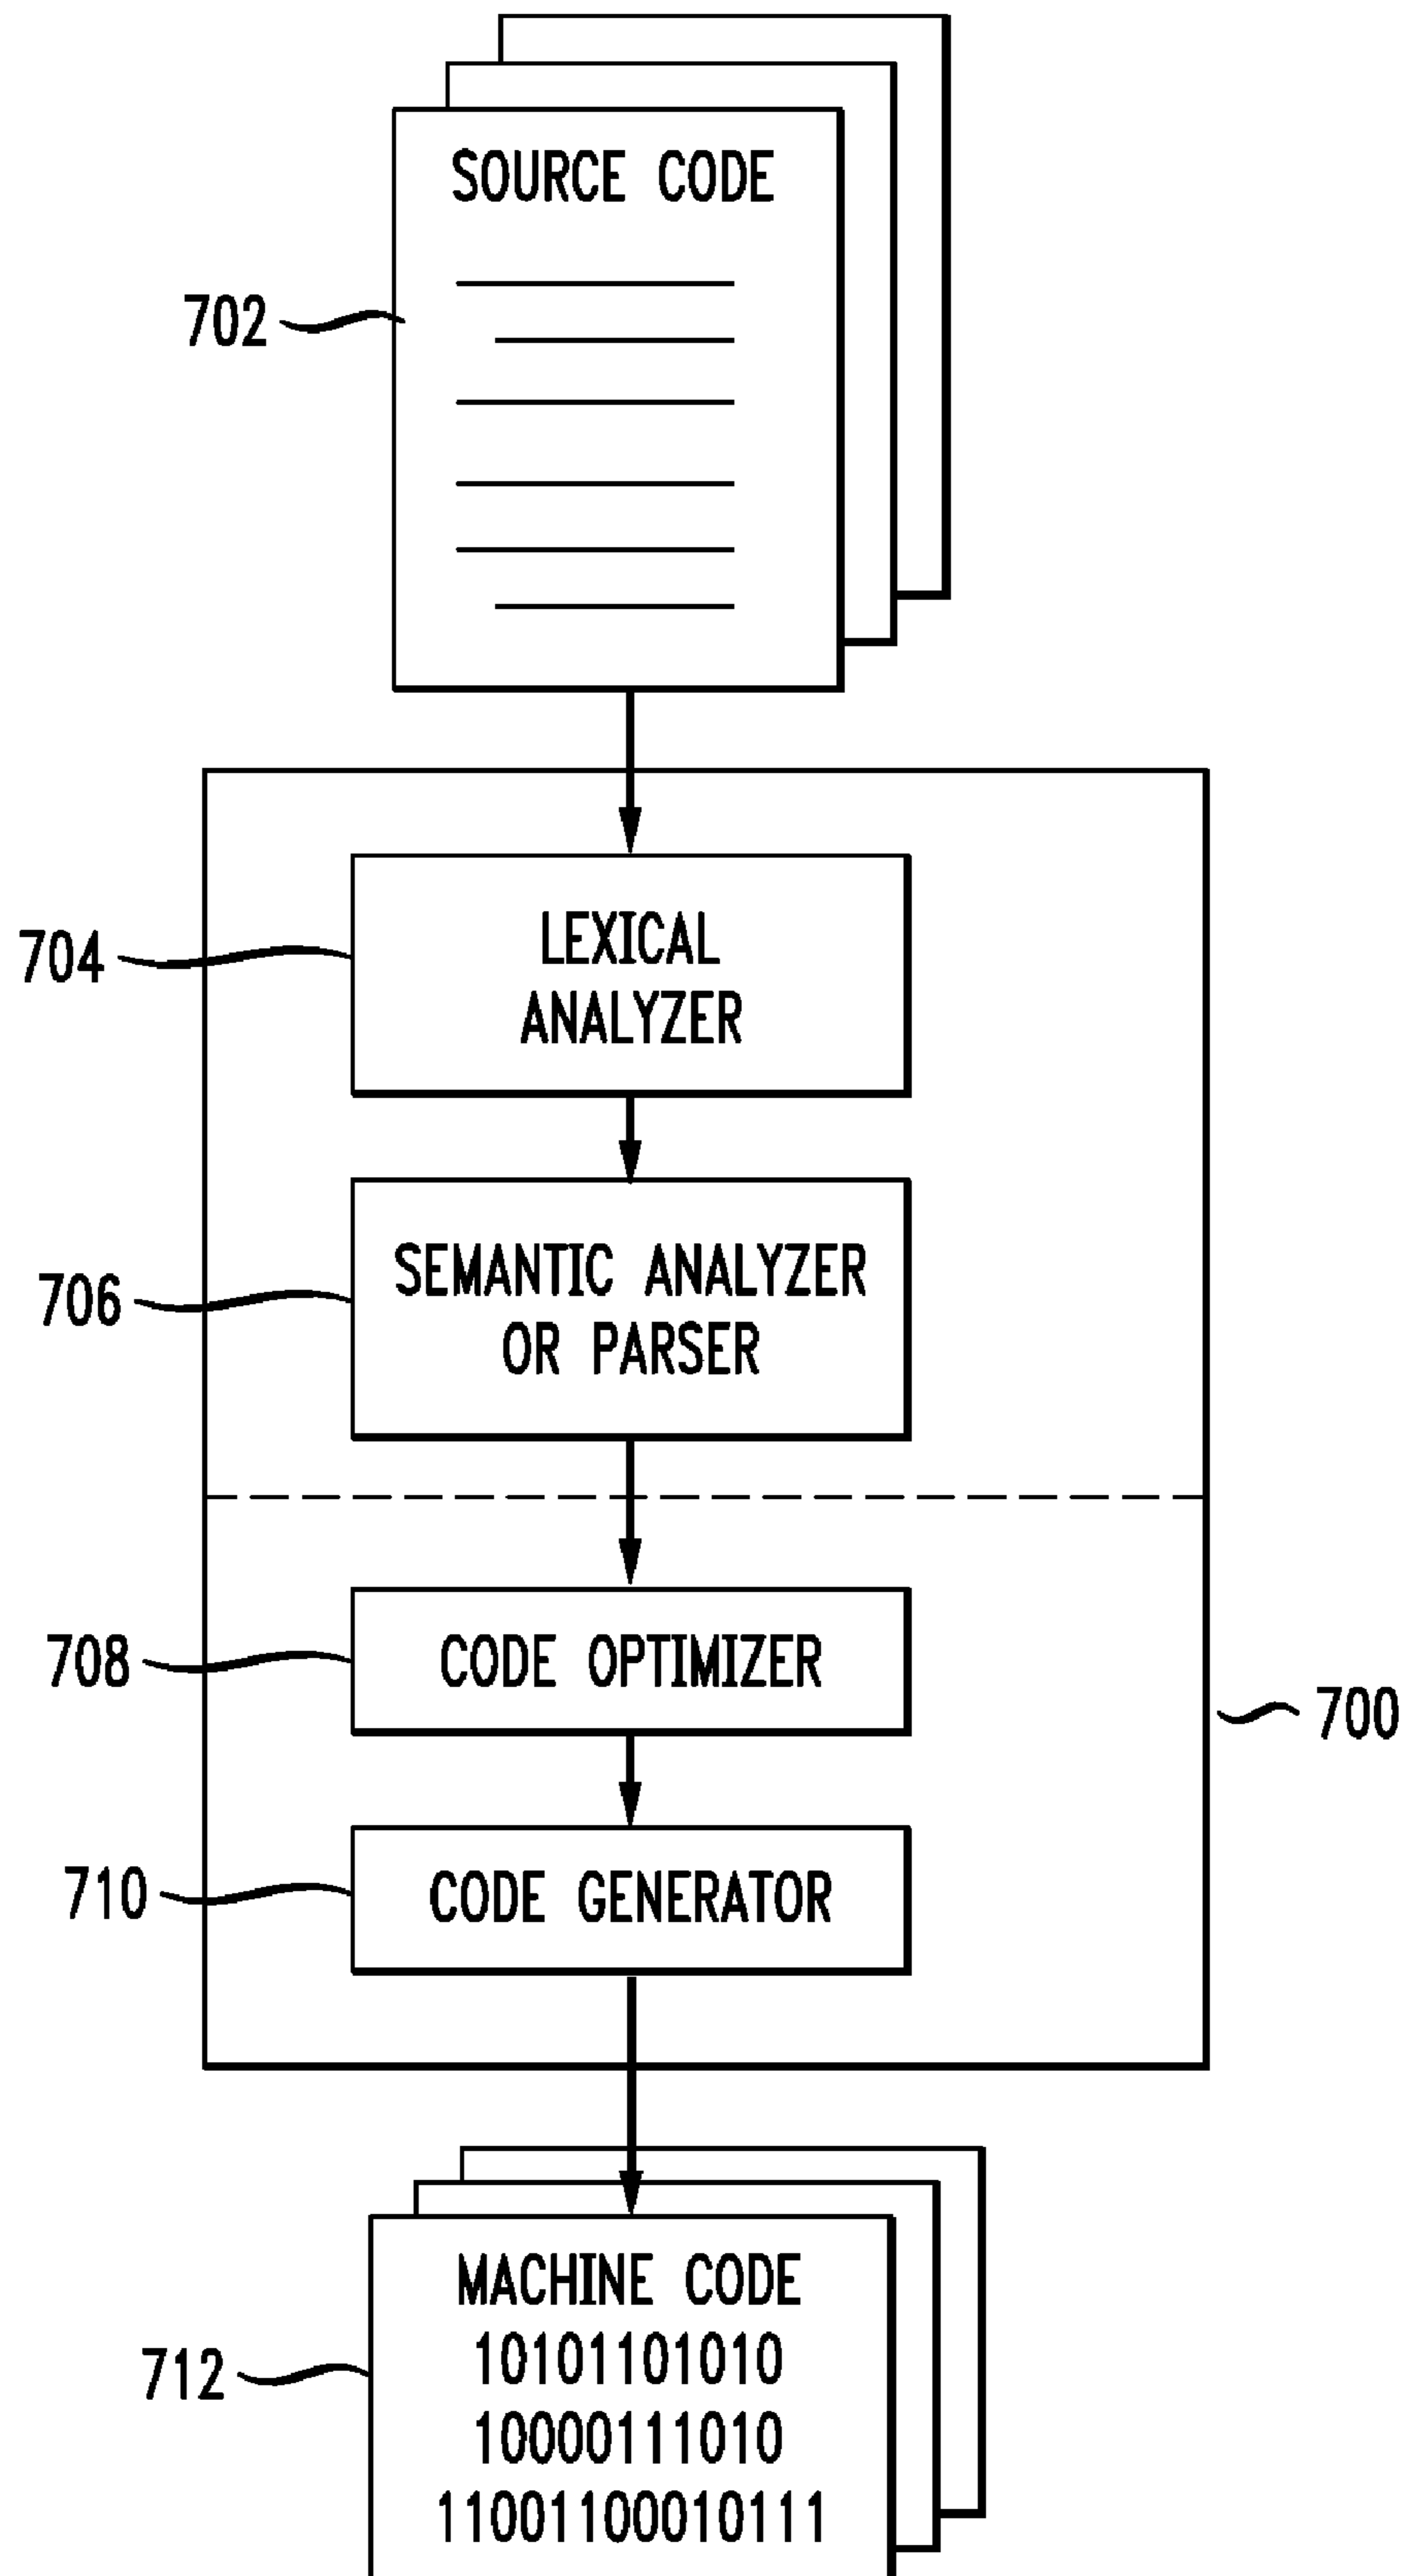 SOURCE CODE
702
704
LEXICAL
ANALYZER
706
SEMANTIC ANALYZER
OR PARSER
708
CODE OPTIMIZER
700
710
CODE GENERATOR
MACHINE CODE
712
10101101010
10000111010
11001100010111